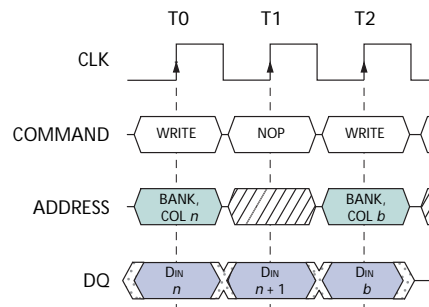 T0 T1 T2
CLK
COMMAND WRITE NOP WRITE
ADDRESS BANK, COL n BANK, COL b
DQ DIN n DIN n + 1 DIN b